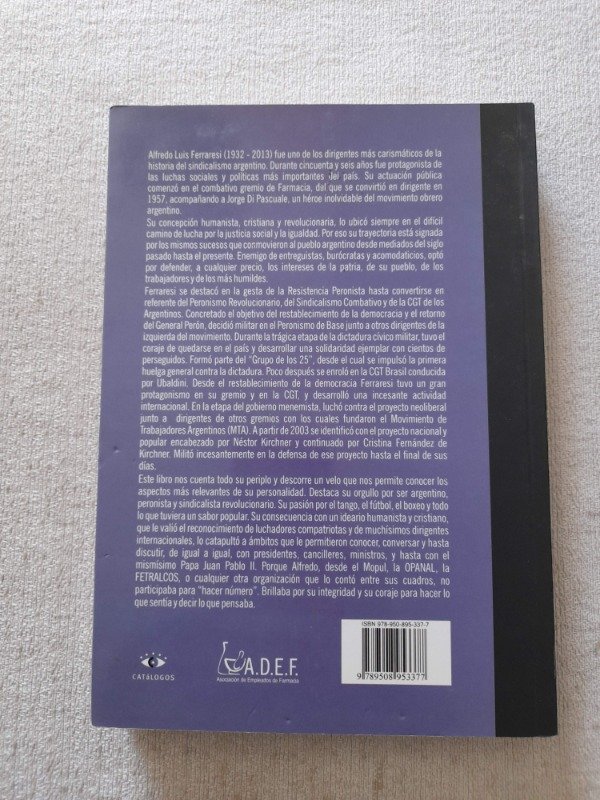 Alfredo Luis Ferraresi (1932 - 2013) fue uno de los dirigentes más carismáticos de la
historia del sindicalismo argentino. Durante cincuenta y seis años fue protagonista de
las luchas sociales y políticas más importantes del país. Su actuación pública
comenzó en el combativo gremio de Farmacia, del que se convirtió en dirigente en
1957, acompañando a Jorge Di Pascuale, un héroe inolvidable del movimiento obrero
argentino.
Su concepción humanista, cristiana y revolucionaria, lo ubicó siempre en el difícil
camino de lucha por la justicia social y la igualdad. Por eso su trayectoria está signada
por los mismos sucesos que conmovieron al pueblo argentino desde mediados del siglo
pasado hasta el presente. Enemigo de entreguistas, burócratas y acomodaticios, optó
por defender, a cualquier precio, los intereses de la patria, de su pueblo, de los
trabajadores y de los más humildes.
Ferraresi se destacó en la gesta de la Resistencia Peronista hasta convertirse en
referente del Peronismo Revolucionario, del Sindicalismo Combativo y de la CGT de los
Argentinos. Concretado el objetivo del restablecimiento de la democracia y el retorno
del General Perón, decidió militar en el Peronismo de Base junto a otros dirigentes de la
izquierda del movimiento. Durante la trágica etapa de la dictadura cívico militar, tuvo el
coraje de quedarse en el país y desarrollar una solidaridad ejemplar con cientos de
perseguidos. Formó parte del "Grupo de los 25", desde el cual se impulsó la primera
huelga general contra la dictadura. Poco después se enroló en la CGT Brasil conducida
por Ubaldini. Desde el restablecimiento de la democracia Ferraresi tuvo un gran
protagonismo en su gremio y en la CGT, y desarrolló una incesante actividad
internacional. En la etapa del gobierno menemista, luchó contra el proyecto neoliberal
junto a dirigentes de otros gremios con los cuales fundaron el Movimiento de
Trabajadores Argentinos (MTA). A partir de 2003 se identificó con el proyecto nacional y
popular encabezado por Néstor Kirchner y continuado por Cristina Fernández de
Kirchner. Militó incesantemente en la defensa de ese proyecto hasta el final de sus
días.
Este libro nos cuenta todo su periplo y descorre un velo que nos permite conocer los
aspectos más relevantes de su personalidad. Destaca su orgullo por ser argentino,
peronista y sindicalista revolucionario. Su pasión por el tango, el fútbol, el boxeo y todo
lo que tuviera un sabor popular. Su consecuencia con un ideario humanista y cristiano,
que le valió el reconocimiento de luchadores compatriotas y de muchísimos dirigentes
internacionales, lo catapultó a ámbitos que le permitieron conocer, conversar y hasta
discutir, de igual a igual, con presidentes, cancilleres, ministros, y hasta con el
mismísimo Papa Juan Pablo II. Porque Alfredo, desde el Mopul, la OPANAL, la
FETRALCOS, o cualquier otra organización que lo contó entre sus cuadros, no
participaba para "hacer número". Brillaba por su integridad y su coraje para hacer lo
que sentía y decir lo que pensaba.
CATÁLOGOS
A.D.E.F.
Asociación de Empleados de Farmacia
ISBN 978-950-895-337-7
9 789508 953377